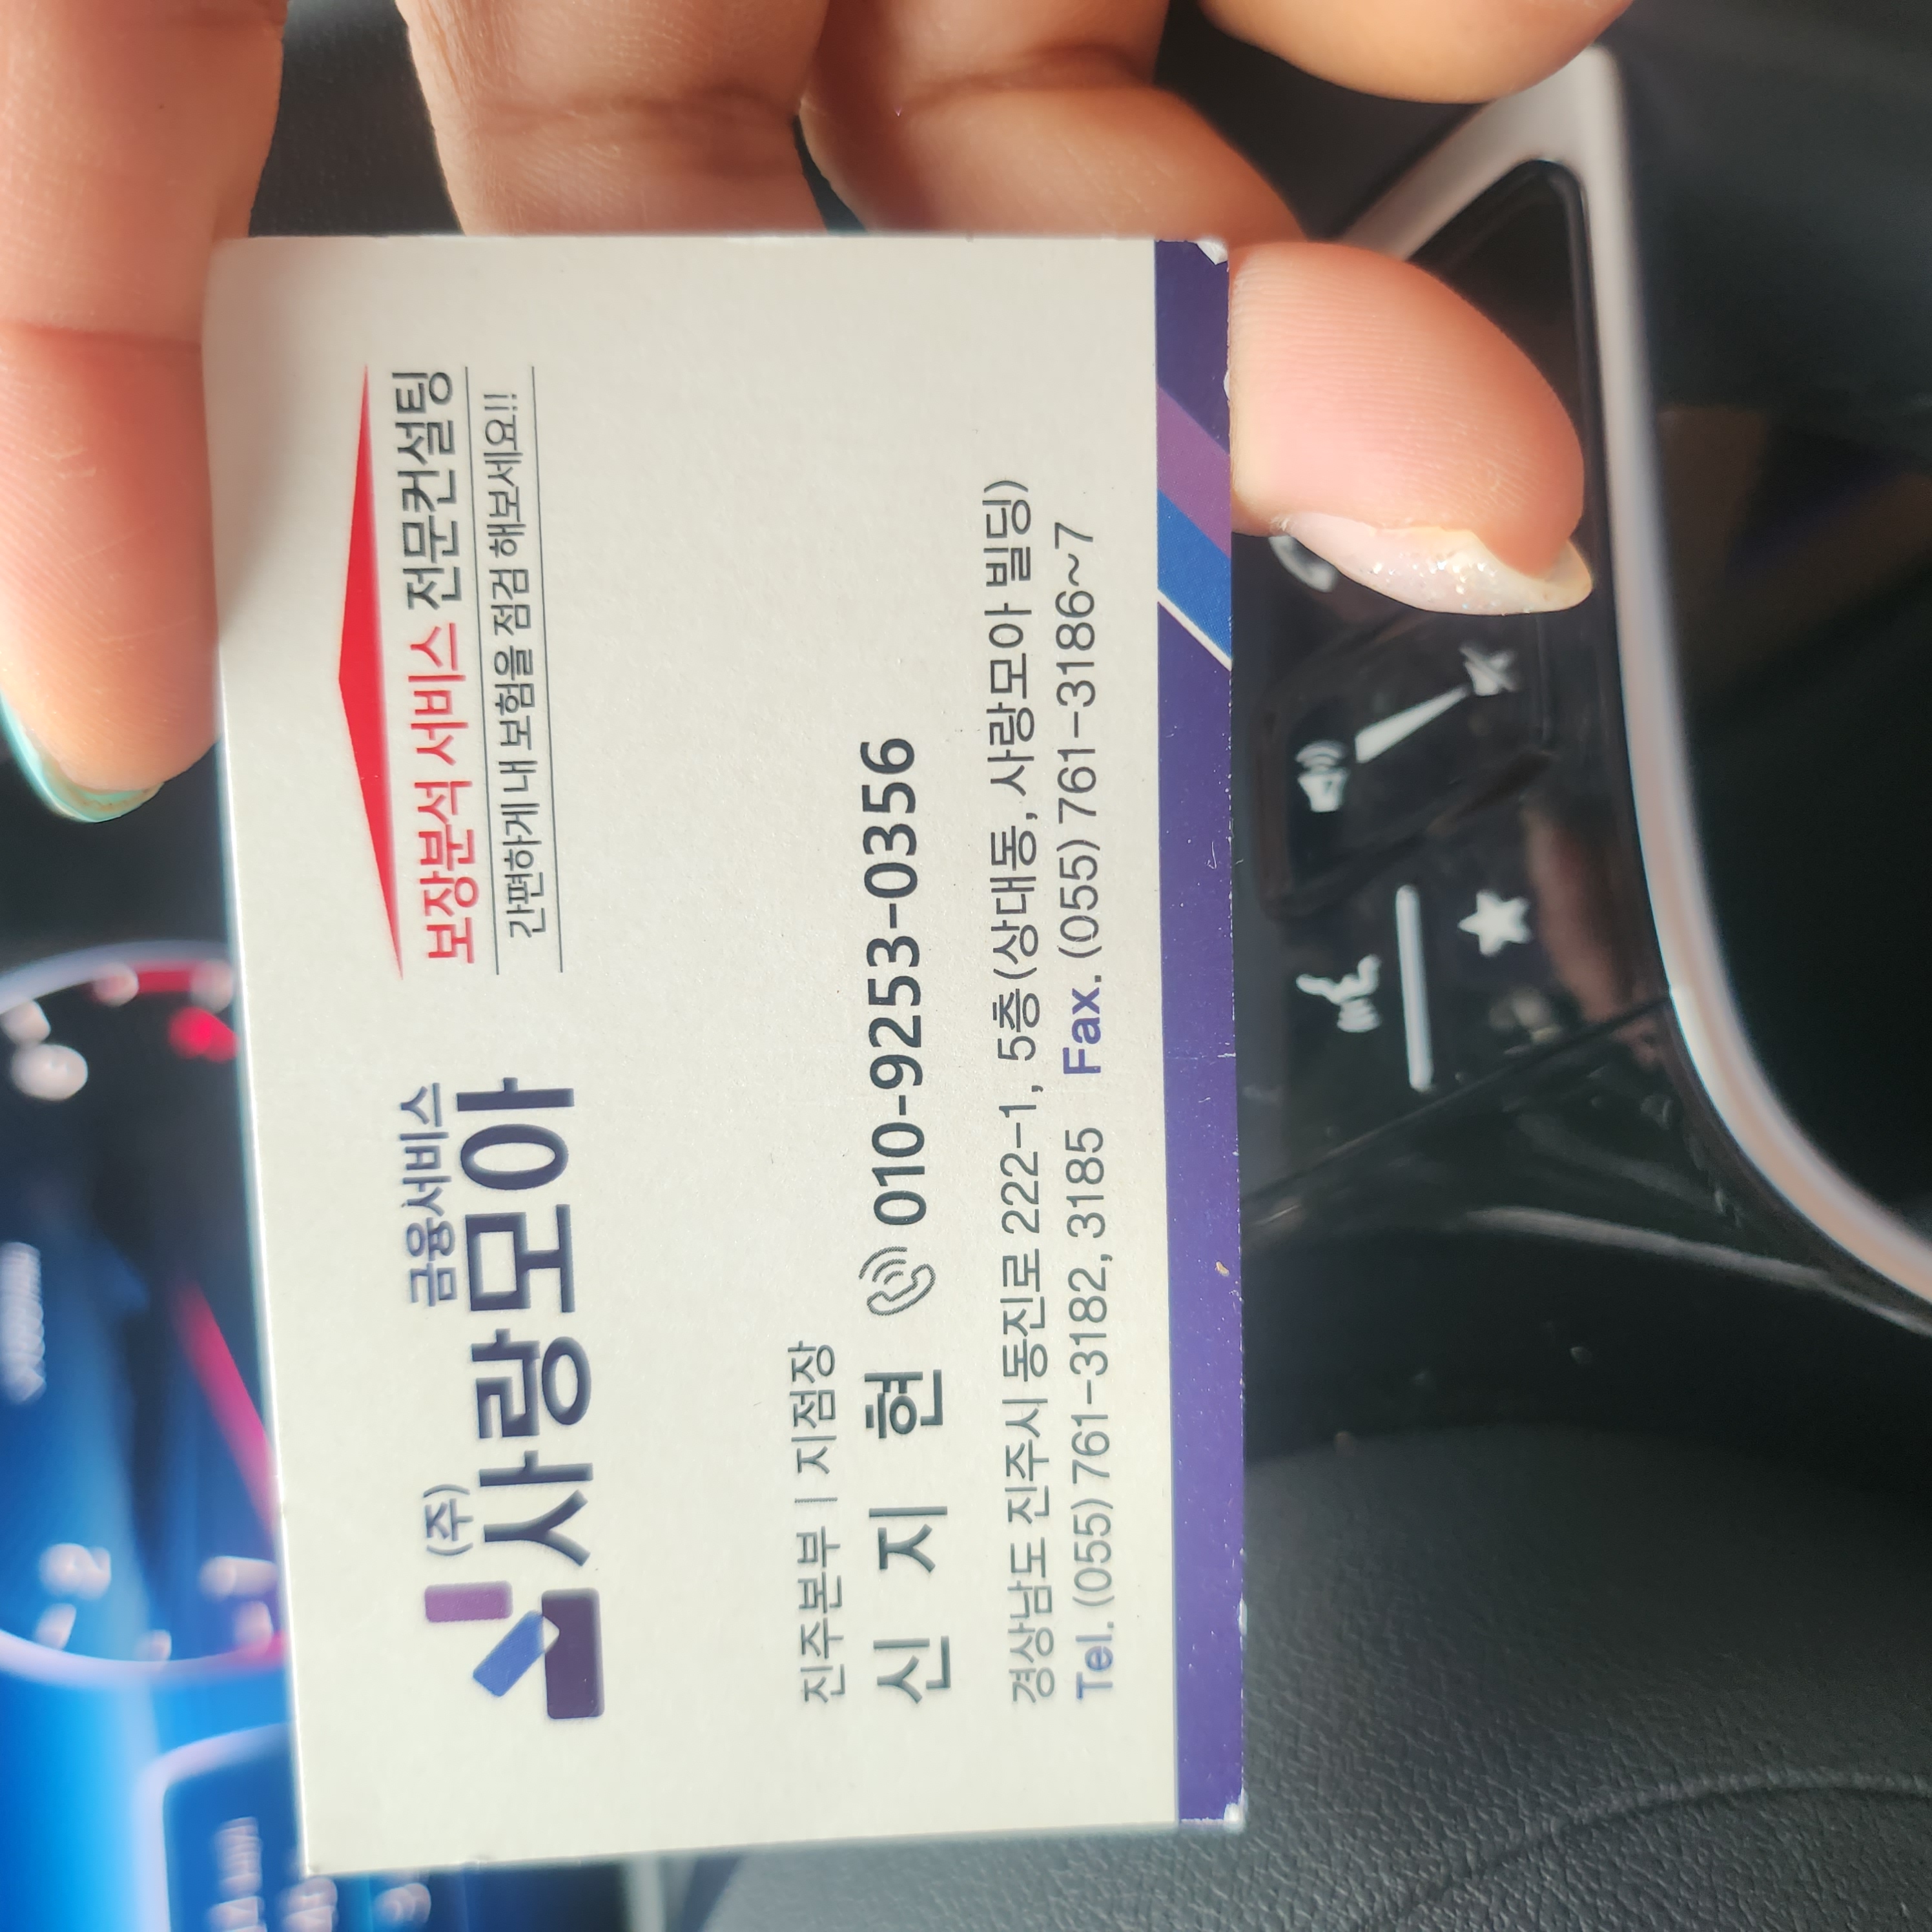 (주) 금융서비스
사랑모아
보장분석 서비스 전문컨설팅
간편하게 내 보험을 점검 해보세요!!
진주본부 | 지점장
신 지 현 010-9253-0356
경상남도 진주시 동진로 222-1, 5층(상대동, 사랑모아 빌딩)
Tel. (055) 761-3182, 3185 Fax. (055) 761-3186~7